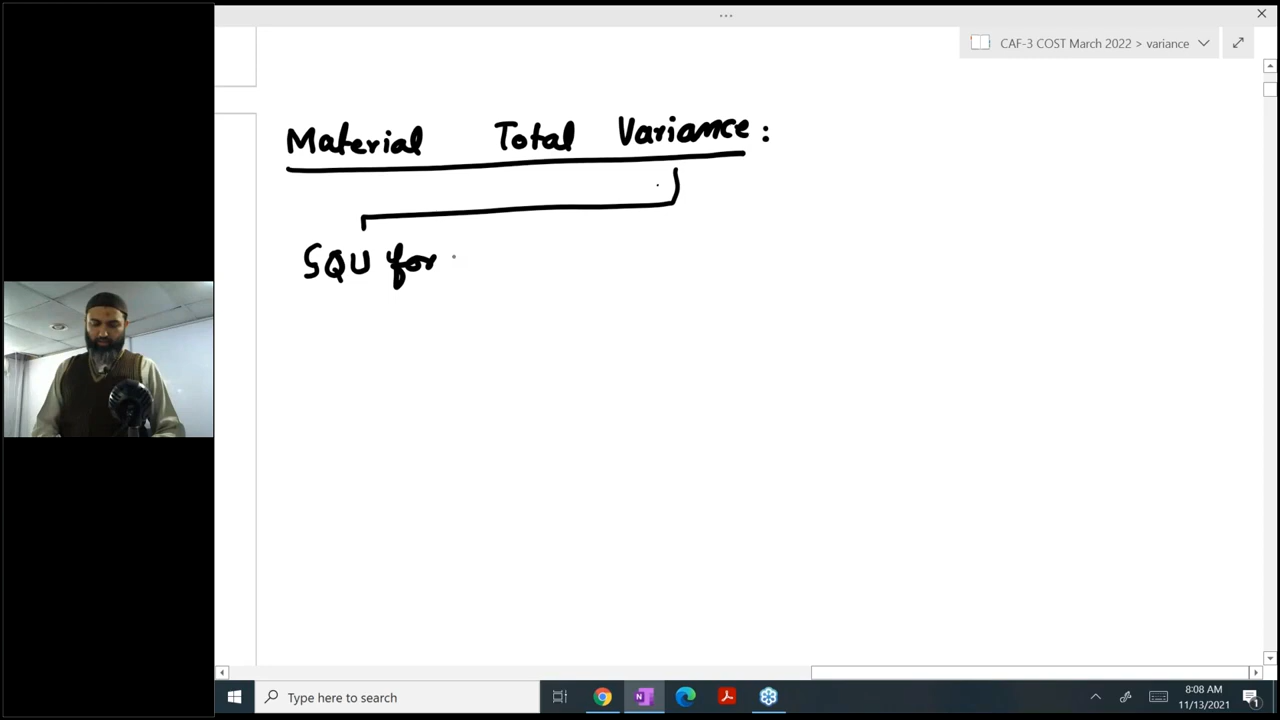 ...
CAF-3 COST March 2022 > variance
Material Total Variance :
SQU for
Type here to search
8:08 AM
11/13/2021
1